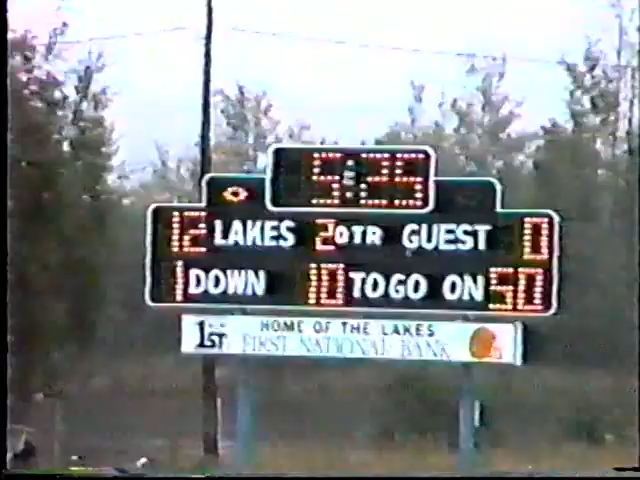 5:25
12 LAKES 2 QTR GUEST 0
1 DOWN 10 TO GO ON 50
1ST HOME OF THE LAKES
FIRST NATIONAL BANK